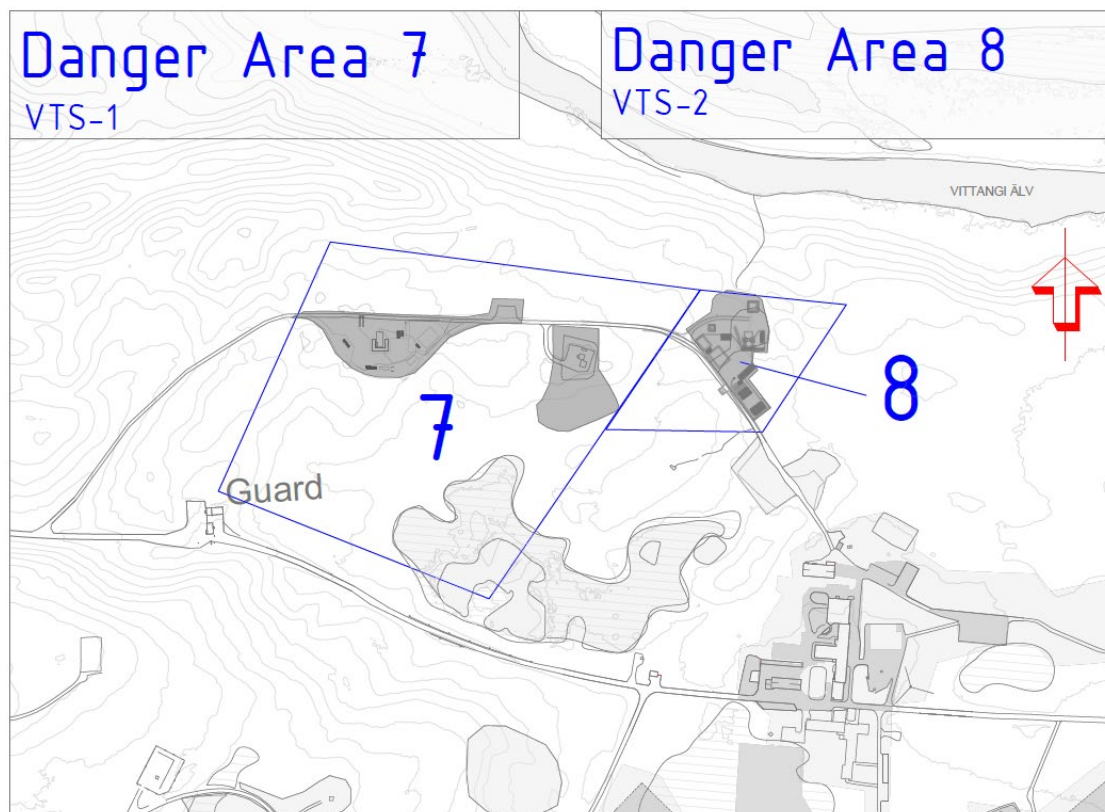 Danger Area 7
VTS-1
Danger Area 8
VTS-2
VITTANGI ÄLV
8
7
Guard